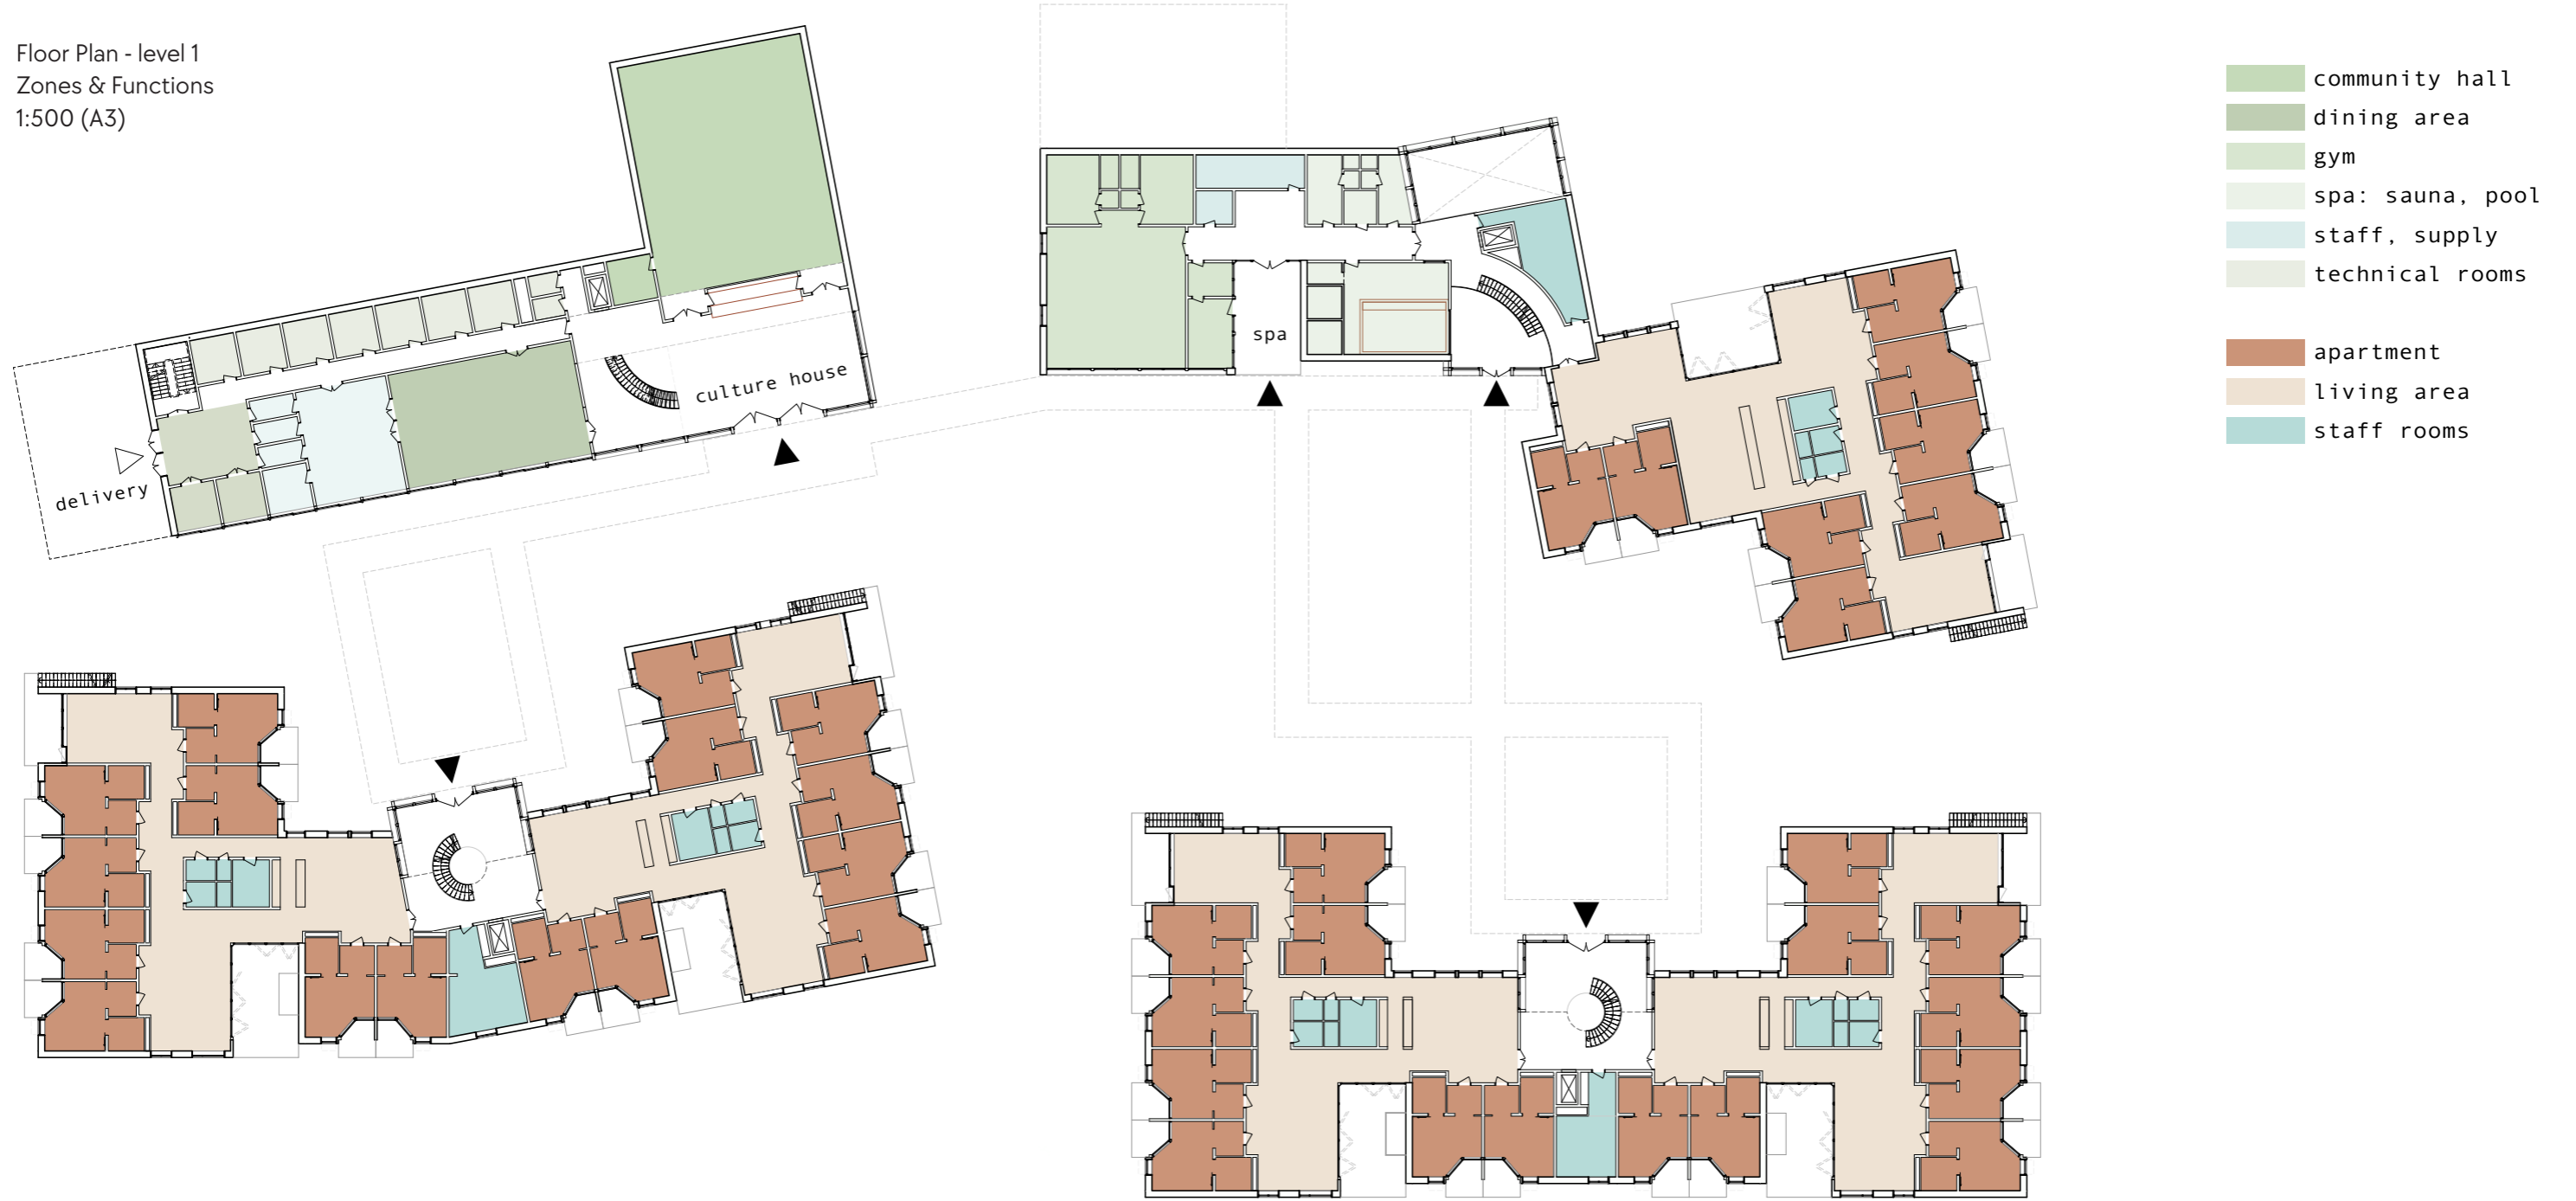 Floor Plan - level 1
Zones & Functions
1:500 (A3)
community hall
dining area
gym
spa: sauna, pool
staff, supply
technical rooms
apartment
living area
staff rooms
spa
culture house
delivery